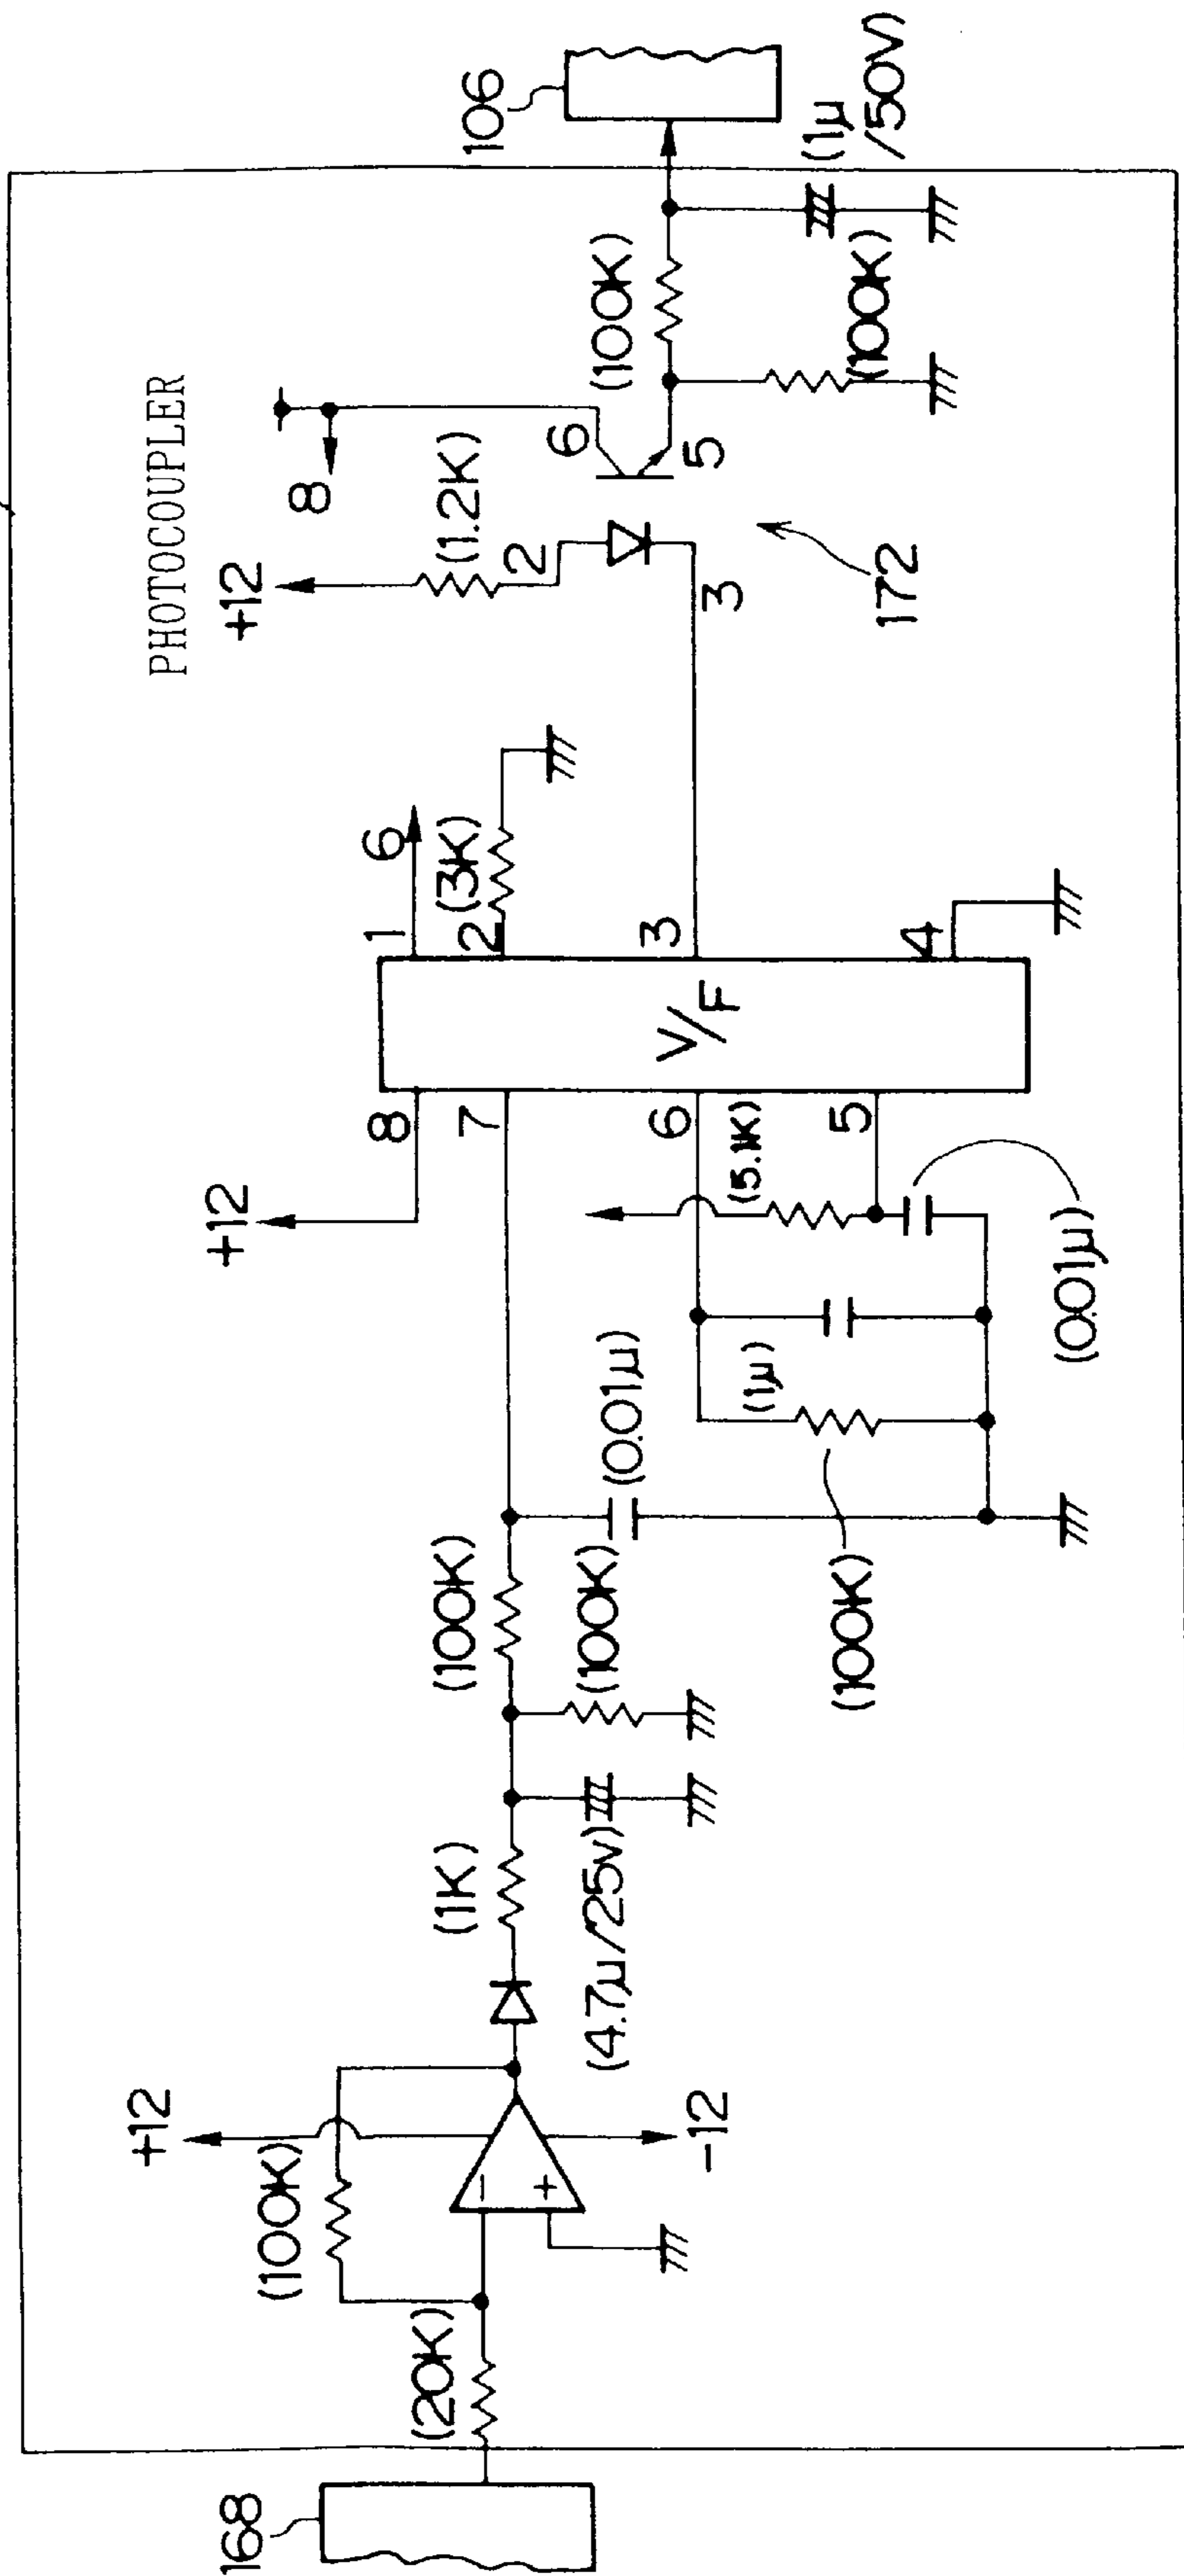 168
(20K)
(100K)
+12
-12
−
+
(1K)
(4.7μ/25V)
(100K)
(100K)
(0.01μ)
(100K)
(1μ)
(5.1K)
(0.01μ)
+12
8
7
6
5
V/F
1
2
3
4
6
(3K)
PHOTOCOUPLER
+12
(1.2K)
2
3
172
8
6
5
(100K)
(100K)
(1μ
/50V)
106